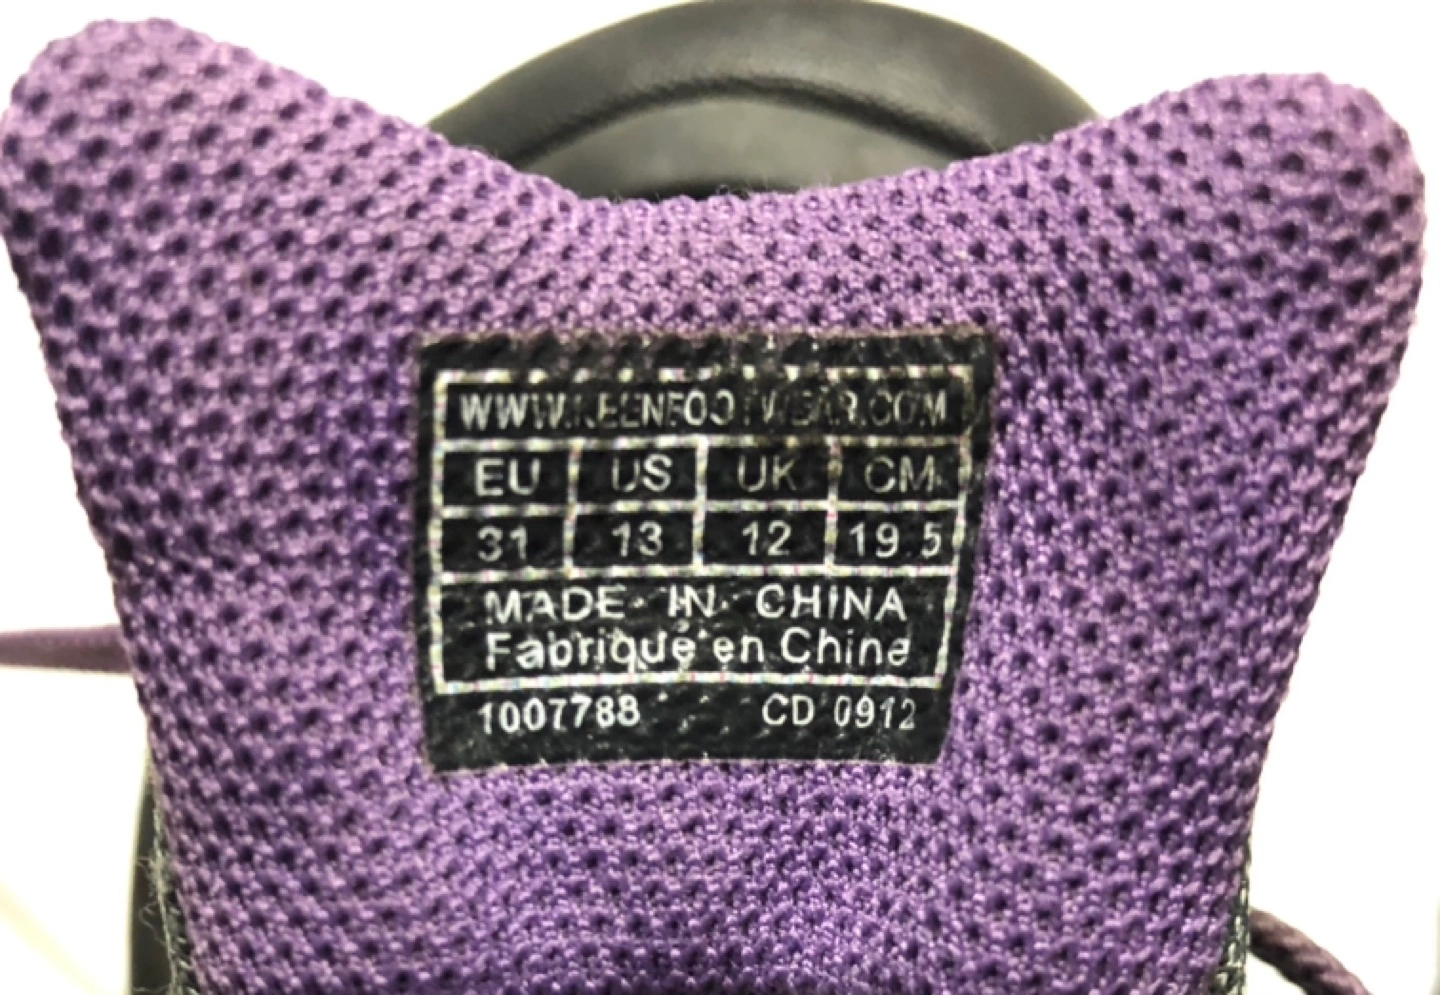 WWW.KEENFOOTWEAR.COM
EU US UK CM
31 13 12 19.5
MADE IN CHINA
Fabriqué en Chine
1007788 CD 0912